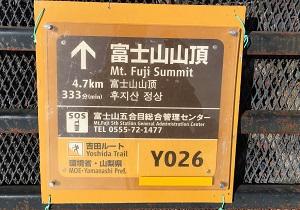 富士山山頂
Mt. Fuji Summit
4.7km
333分(min)
富士山山顶
후지산 정상
SOS
富士山五合目総合管理センター
Mt.Fuji 5th Station General Administration Center
TEL 0555-72-1477
吉田ルート
Yoshida Trail
環境省・山梨県
MOE・Yamanashi Pref.
Y026